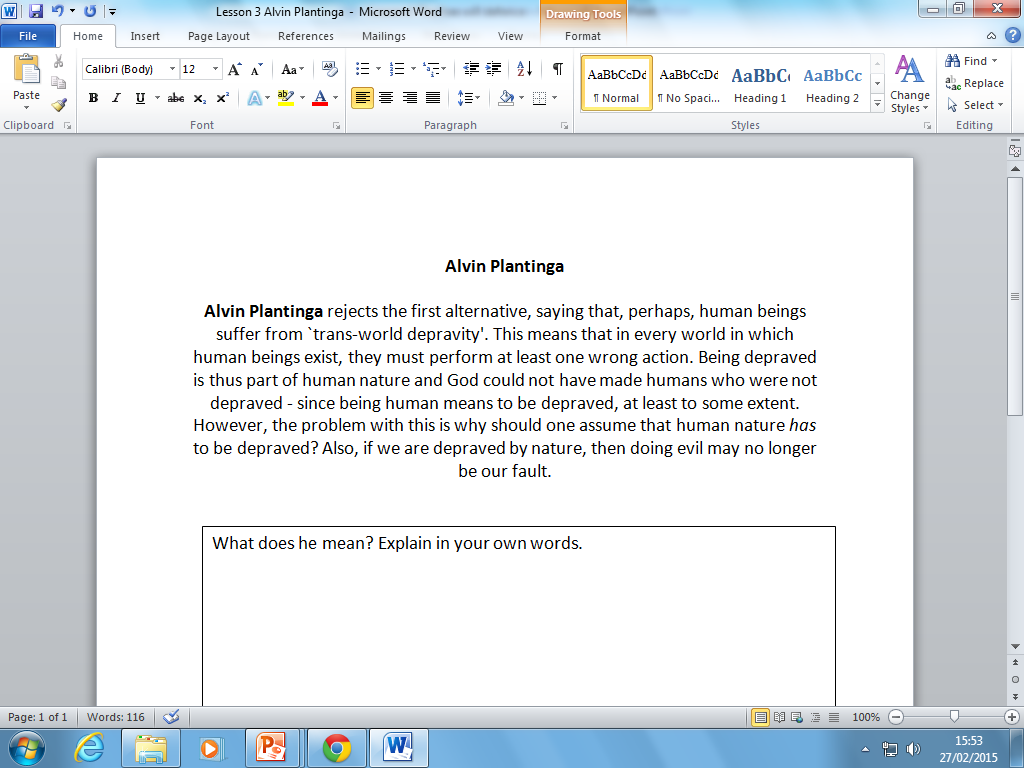 Lesson 3 Alvin Plantinga - Microsoft Word
Drawing Tools
File Home Insert Page Layout References Mailings Review View Format
Paste
Calibri (Body) 12 A A Aa
B I U abc x₂ x² A ab A
A Z ¶
AaBbCcDd AaBbCcDd AaBbCc AaBbCc
¶ Normal ¶ No Spaci... Heading 1 Heading 2
Change
Styles
Find
Replace
Select
Clipboard Font Paragraph Styles Editing
Alvin Plantinga
Alvin Plantinga rejects the first alternative, saying that, perhaps, human beings
suffer from `trans-world depravity'. This means that in every world in which
human beings exist, they must perform at least one wrong action. Being depraved
is thus part of human nature and God could not have made humans who were not
depraved - since being human means to be depraved, at least to some extent.
However, the problem with this is why should one assume that human nature has
to be depraved? Also, if we are depraved by nature, then doing evil may no longer
be our fault.
What does he mean? Explain in your own words.
Page: 1 of 1 Words: 116 100%
15:53
27/02/2015